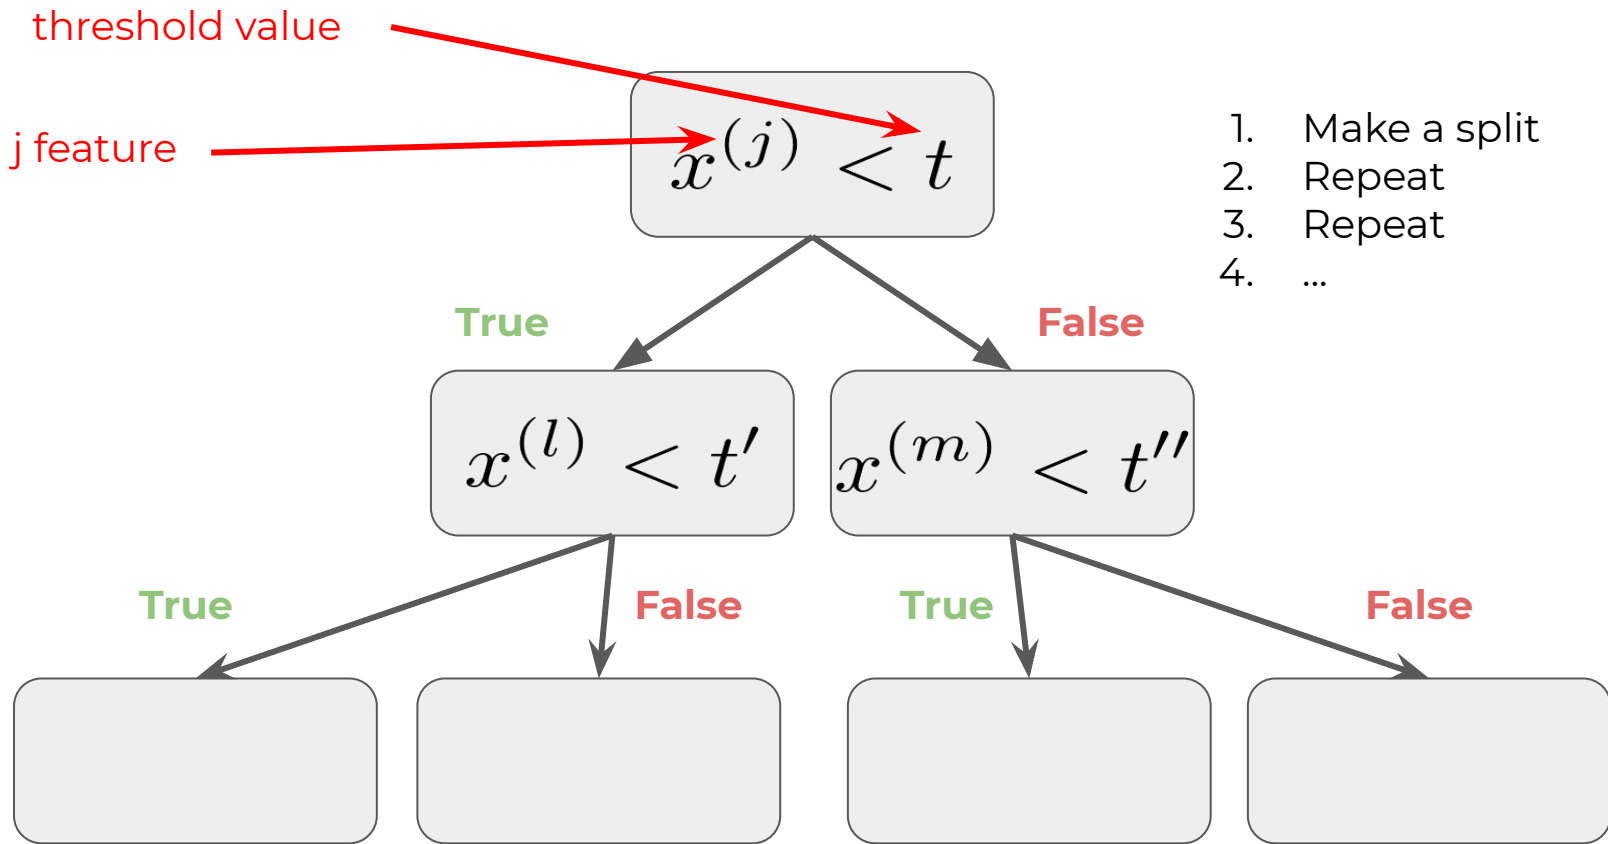 threshold value
j feature
x^{(j)} < t
1. Make a split
2. Repeat
3. Repeat
4. ...
True
False
x^{(l)} < t'
x^{(m)} < t''
True
False
True
False